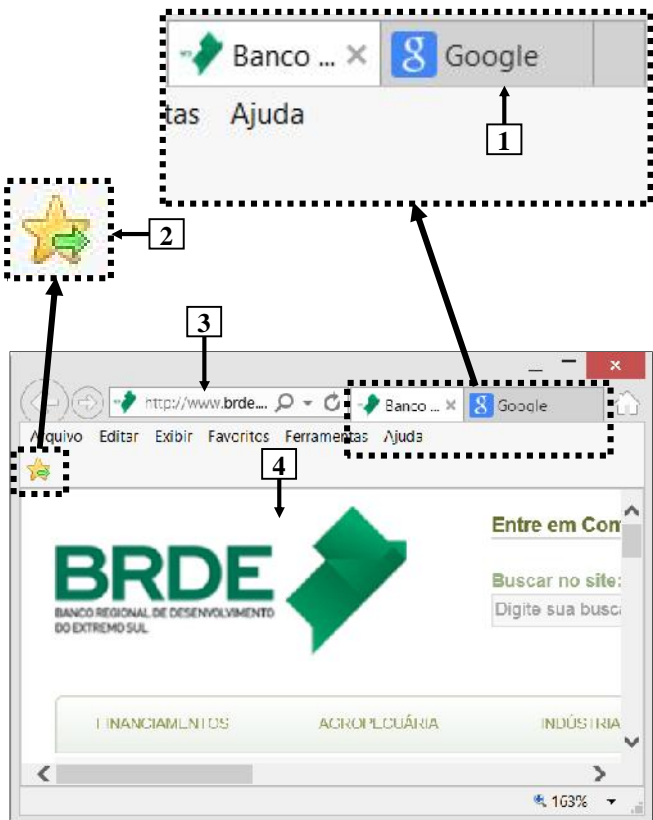 Banco ... × Google
tas Ajuda
1
2
3
http://www.brde.... Banco ... × Google
Arquivo Editar Exibir Favoritos Ferramentas Ajuda
4
Entre em Con
BRDE
BANCO REGIONAL DE DESENVOLVIMENTO
DO EXTREMO SUL
Buscar no site:
Digite sua busca
FINANCIAMENTOS AGROPECUÁRIA INDÚSTRIA
163%